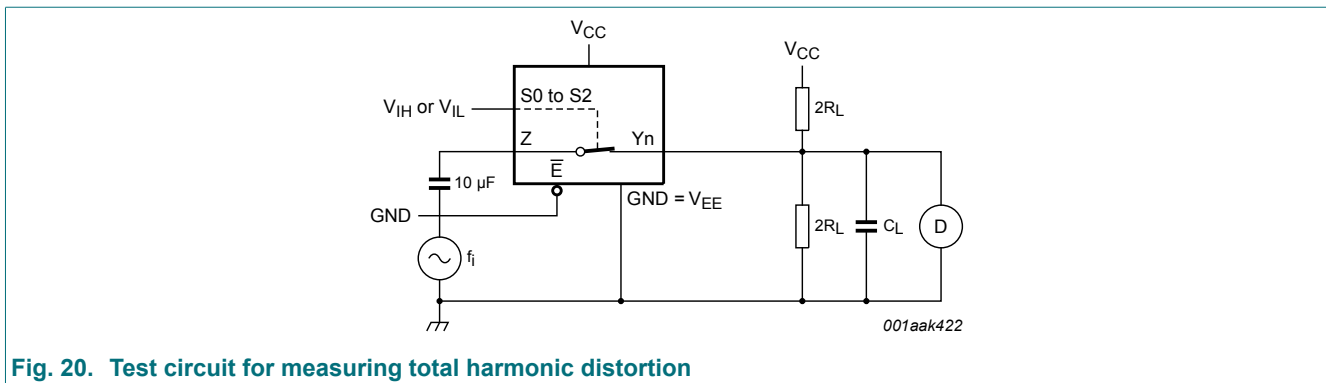 VCC
VCC
S0 to S2
2RL
VIH or VIL
Z
Yn
E̅
10 µF
GND = VEE
GND
2RL
CL
D
fi
001aak422
Fig. 20. Test circuit for measuring total harmonic distortion